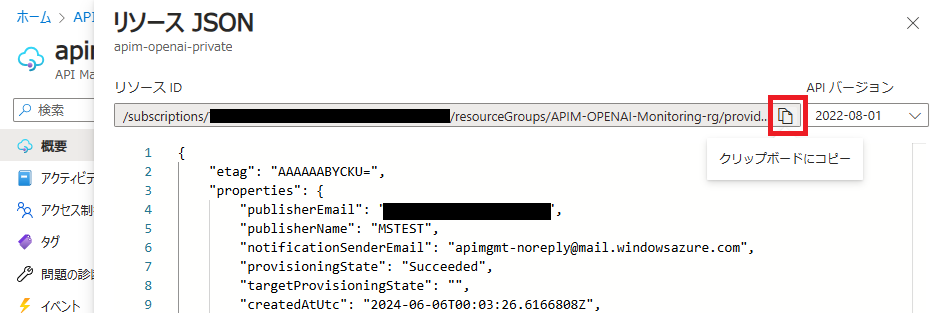 ホーム > API
リソース JSON
apim-openai-private
apim
API Ma
検索
概要
アクティビテ
アクセス制
タグ
問題の診断
イベント
リソース ID
API バージョン
/subscriptions/ /resourceGroups/APIM-OPENAI-Monitoring-rg/provid...
2022-08-01
クリップボードにコピー
1 {
2 "etag": "AAAAAABYCKU=",
3 "properties": {
4 "publisherEmail": " ",
5 "publisherName": "MSTEST",
6 "notificationSenderEmail": "apimgmt-noreply@mail.windowsazure.com",
7 "provisioningState": "Succeeded",
8 "targetProvisioningState": "",
9 "createdAtUtc": "2024-06-06T00:03:26.6166808Z",